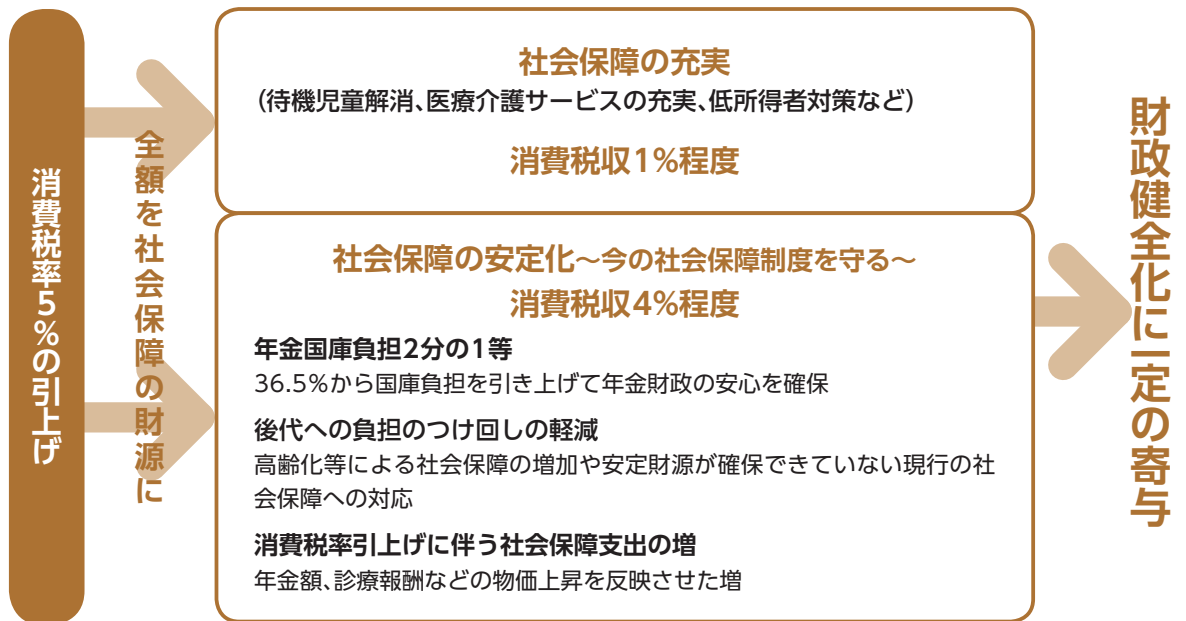 消費税率5%の引上げ
全額を社会保障の財源に
社会保障の充実
（待機児童解消、医療介護サービスの充実、低所得者対策など）
消費税収1%程度
社会保障の安定化～今の社会保障制度を守る～
消費税収4%程度
年金国庫負担2分の1等
36.5%から国庫負担を引き上げて年金財政の安心を確保
後代への負担のつけ回しの軽減
高齢化等による社会保障の増加や安定財源が確保できていない現行の社
会保障への対応
消費税率引上げに伴う社会保障支出の増
年金額、診療報酬などの物価上昇を反映させた増
財政健全化に一定の寄与